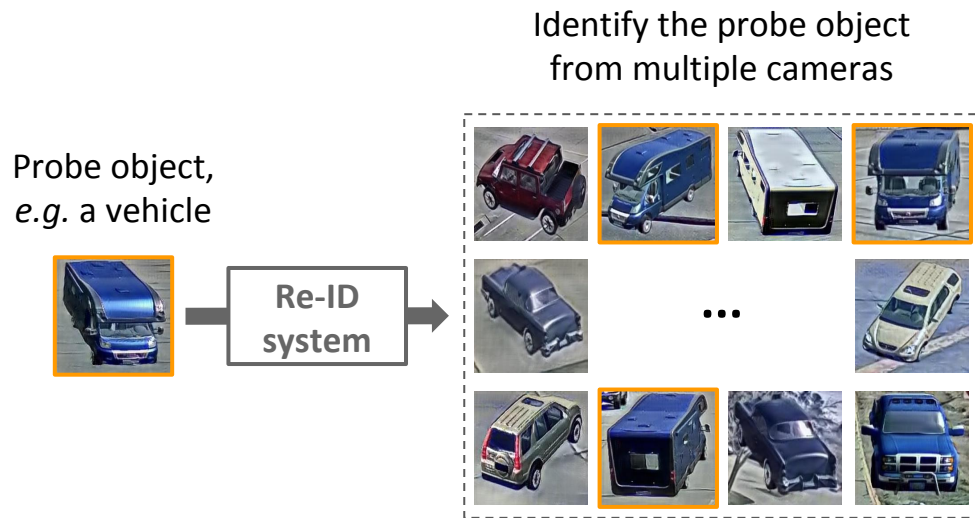 Identify the probe object
from multiple cameras
Probe object,
e.g. a vehicle
Re-ID
system
...